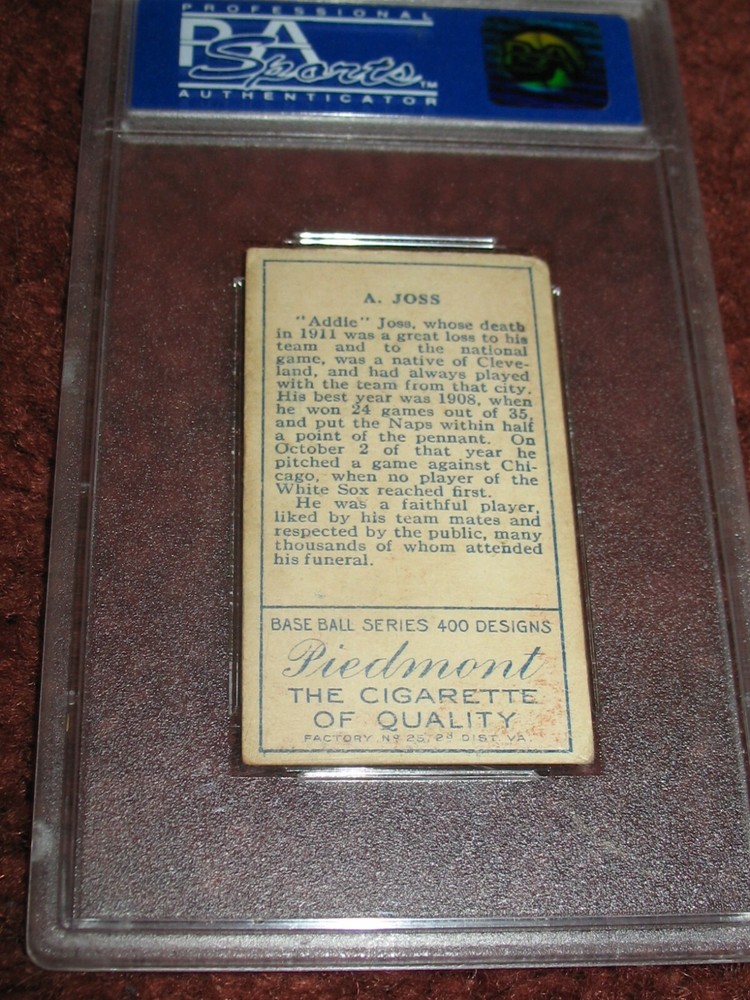 PROFESSIONAL
PSA
Sports™
AUTHENTICATOR
PSA
A. JOSS
"Addie" Joss, whose death
in 1911 was a great loss to his
team and to the national
game, was a native of Cleve-
land, and had always played
with the team from that city.
His best year was 1908, when
he won 24 games out of 35,
and put the Naps within half
a point of the pennant. On
October 2 of that year he
pitched a game against Chi-
cago, when no player of the
White Sox reached first.
He was a faithful player,
liked by his team mates and
respected by the public, many
thousands of whom attended
his funeral.
BASE BALL SERIES 400 DESIGNS
Piedmont
THE CIGARETTE
OF QUALITY
FACTORY Nº 25, 2ᵈ DIST. VA.